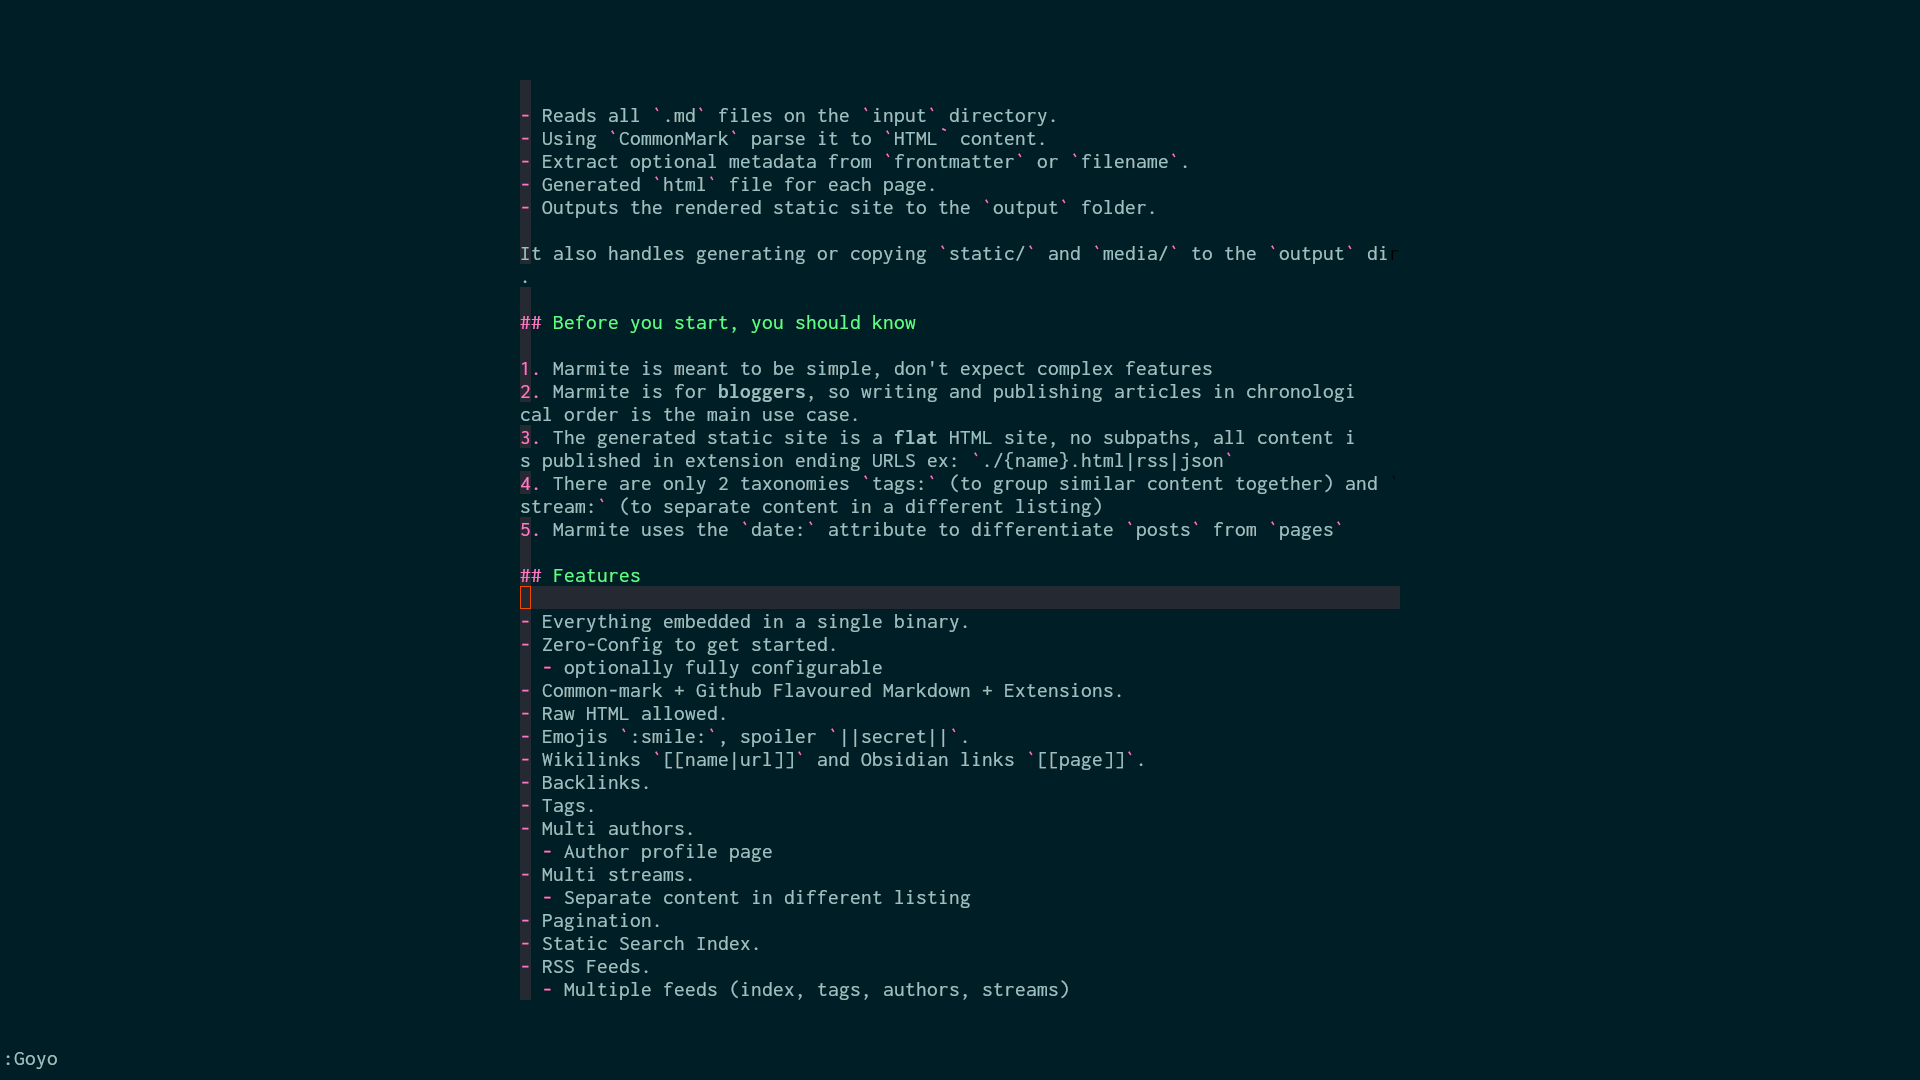 - Reads all `.md` files on the `input` directory.
- Using `CommonMark` parse it to `HTML` content.
- Extract optional metadata from `frontmatter` or `filename`.
- Generated `html` file for each page.
- Outputs the rendered static site to the `output` folder.
It also handles generating or copying `static/` and `media/` to the `output` dir
.
## Before you start, you should know
1. Marmite is meant to be simple, don't expect complex features
2. Marmite is for bloggers, so writing and publishing articles in chronologi
cal order is the main use case.
3. The generated static site is a flat HTML site, no subpaths, all content i
s published in extension ending URLS ex: `./{name}.html|rss|json`
4. There are only 2 taxonomies `tags:` (to group similar content together) and `
stream:` (to separate content in a different listing)
5. Marmite uses the `date:` attribute to differentiate `posts` from `pages`
## Features
- Everything embedded in a single binary.
- Zero-Config to get started.
  - optionally fully configurable
- Common-mark + Github Flavoured Markdown + Extensions.
- Raw HTML allowed.
- Emojis `:smile:`, spoiler `||secret||`.
- Wikilinks `[[name|url]]` and Obsidian links `[[page]]`.
- Backlinks.
- Tags.
- Multi authors.
  - Author profile page
- Multi streams.
  - Separate content in different listing
- Pagination.
- Static Search Index.
- RSS Feeds.
  - Multiple feeds (index, tags, authors, streams)
:Goyo